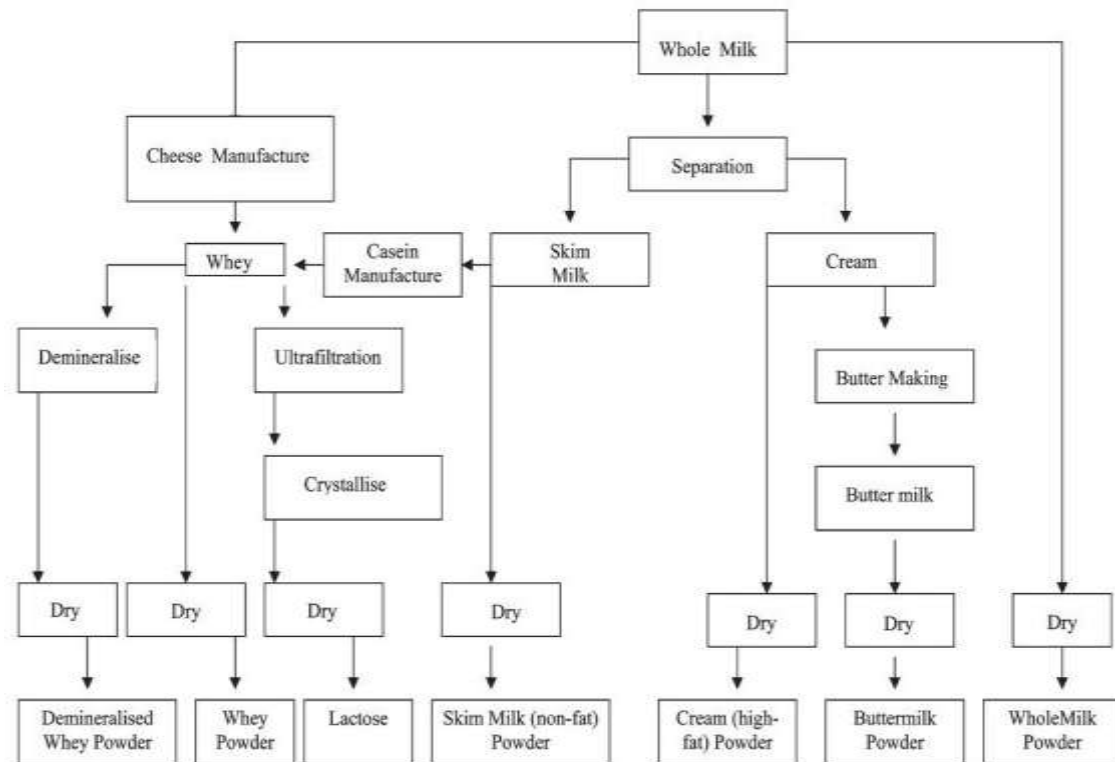 Whole Milk
Cheese Manufacture
Separation
Whey
Casein
Manufacture
Skim
Milk
Cream
Demineralise
Ultrafiltration
Butter Making
Crystallise
Butter milk
Dry
Dry
Dry
Dry
Dry
Dry
Dry
Demineralised
Whey Powder
Whey
Powder
Lactose
Skim Milk (non-fat)
Powder
Cream (high-
fat) Powder
Buttermilk
Powder
WholeMilk
Powder